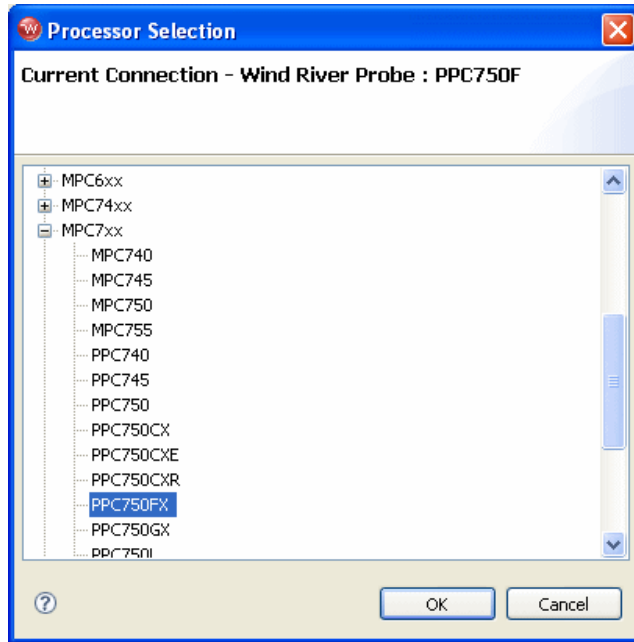 Processor Selection
Current Connection - Wind River Probe : PPC750F
MPC6xx
MPC74xx
MPC7xx
MPC740
MPC745
MPC750
MPC755
PPC740
PPC745
PPC750
PPC750CX
PPC750CXE
PPC750CXR
PPC750FX
PPC750GX
OK Cancel